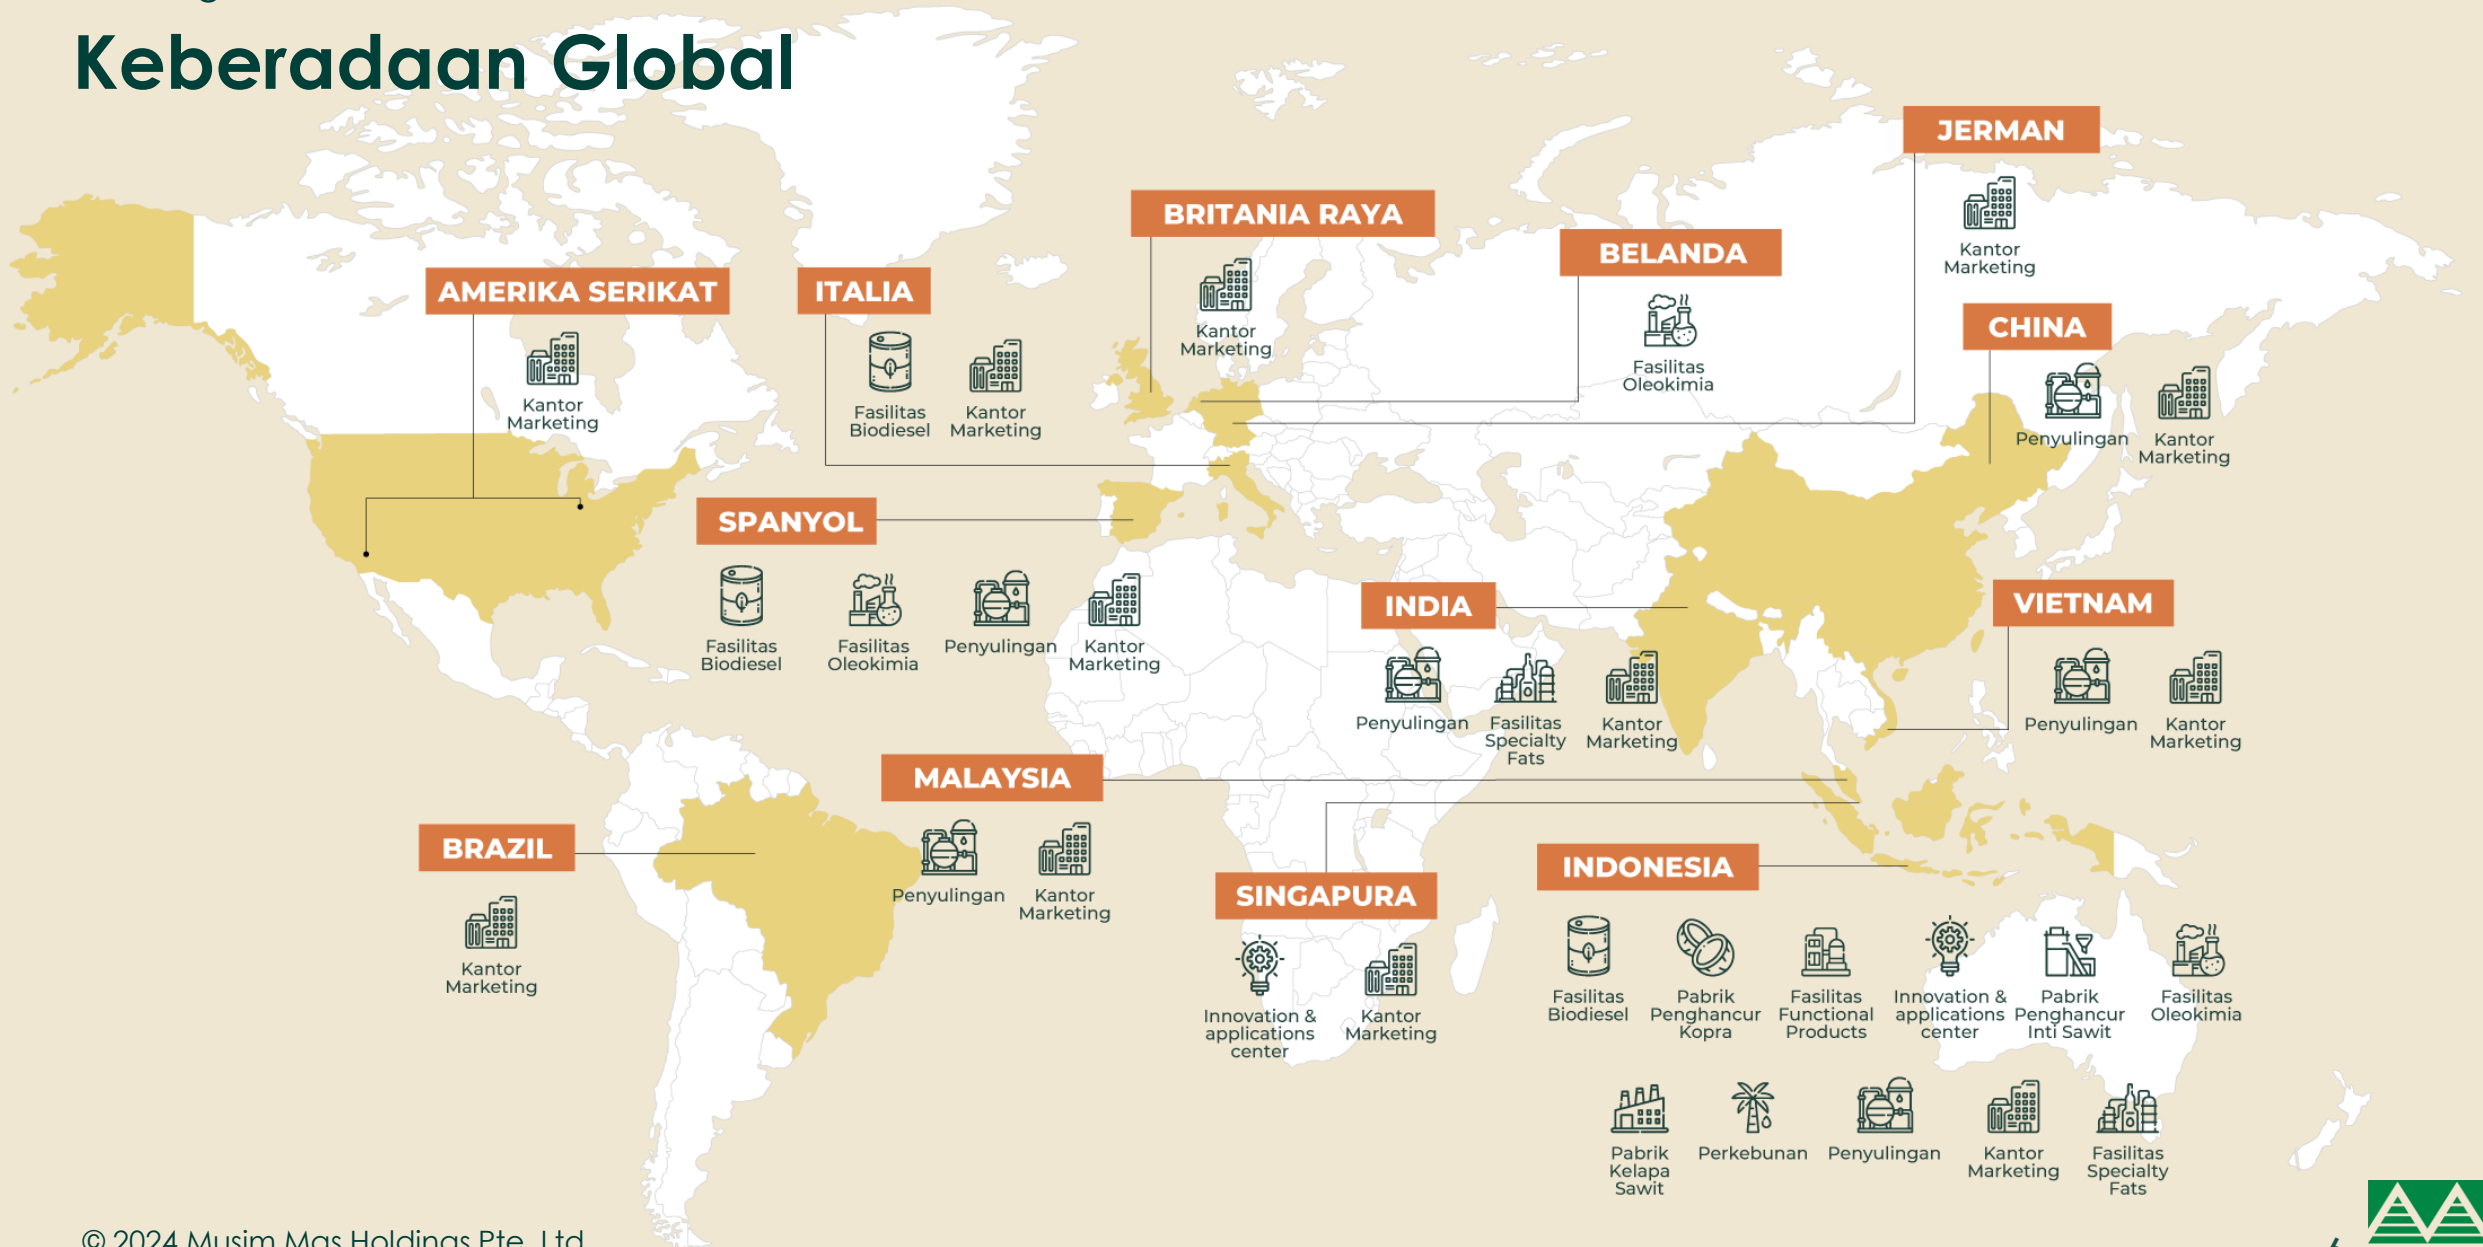 Keberadaan Global
JERMAN
Kantor
Marketing
BRITANIA RAYA
Kantor
Marketing
BELANDA
Fasilitas
Oleokimia
AMERIKA SERIKAT
Kantor
Marketing
ITALIA
Fasilitas
Biodiesel
Kantor
Marketing
CHINA
Penyulingan
Kantor
Marketing
SPANYOL
Fasilitas
Biodiesel
Fasilitas
Oleokimia
Penyulingan
Kantor
Marketing
INDIA
Penyulingan
Fasilitas
Specialty
Fats
Kantor
Marketing
VIETNAM
Penyulingan
Kantor
Marketing
MALAYSIA
Penyulingan
Kantor
Marketing
BRAZIL
Kantor
Marketing
SINGAPURA
Innovation &
applications
center
Kantor
Marketing
INDONESIA
Fasilitas
Biodiesel
Pabrik
Penghancur
Kopra
Fasilitas
Functional
Products
Innovation &
applications
center
Pabrik
Penghancur
Inti Sawit
Fasilitas
Oleokimia
Pabrik
Kelapa
Sawit
Perkebunan
Penyulingan
Kantor
Marketing
Fasilitas
Specialty
Fats
© 2024 Musim Mas Holdings Pte. Ltd